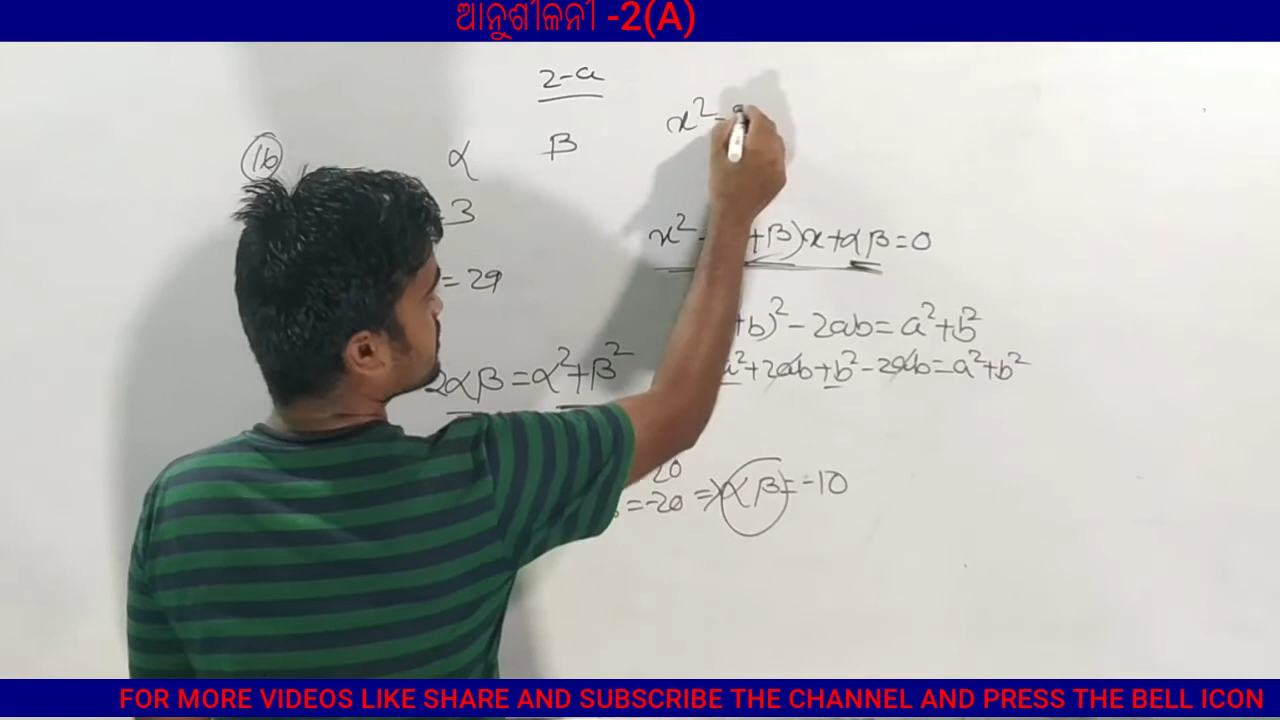 ଆନୁଶୀଳନୀ -2(A)
2-a
x² -
16
α β
3
x² - + β)x + αβ = 0
= 29
+b)² - 2ab = a² + b²
2αβ = α² + β²
a² + 2ab + b² - 2ab = a² + b²
20
= -20 ⇒ αβ = -10
FOR MORE VIDEOS LIKE SHARE AND SUBSCRIBE THE CHANNEL AND PRESS THE BELL ICON